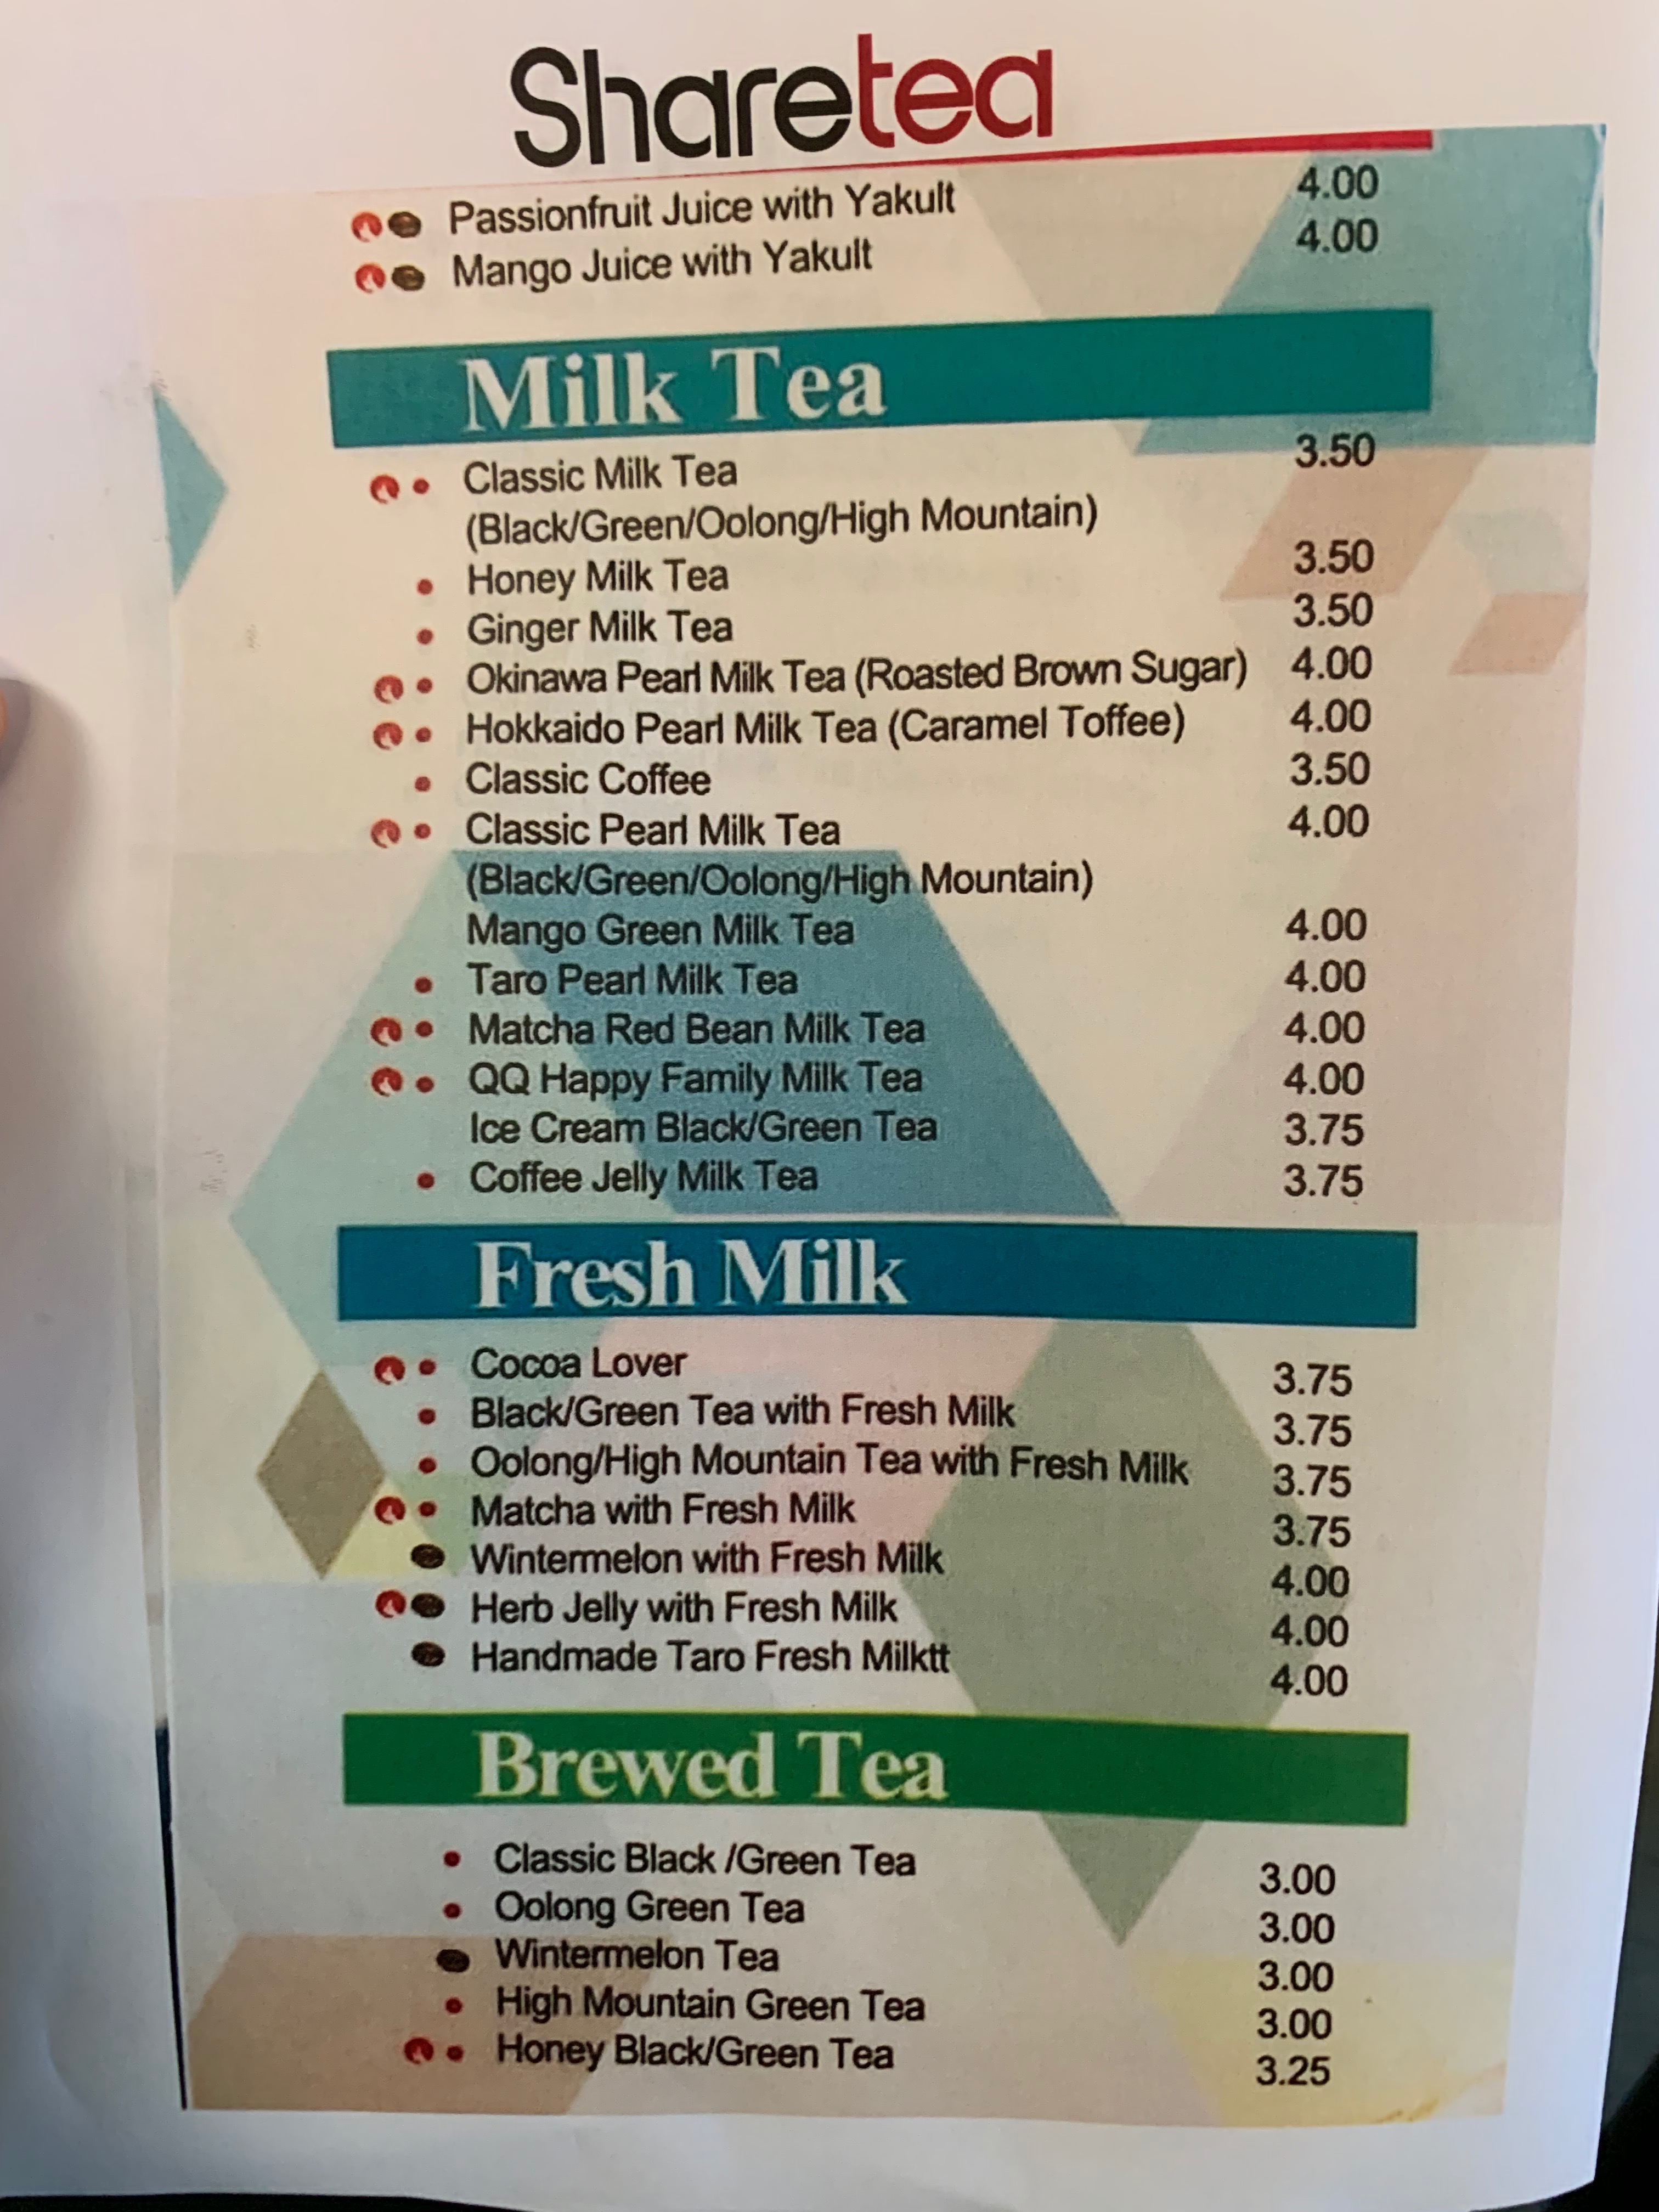 Sharetea
Passionfruit Juice with Yakult 4.00
Mango Juice with Yakult 4.00
Milk Tea
Classic Milk Tea 3.50
(Black/Green/Oolong/High Mountain)
Honey Milk Tea 3.50
Ginger Milk Tea 3.50
Okinawa Pearl Milk Tea (Roasted Brown Sugar) 4.00
Hokkaido Pearl Milk Tea (Caramel Toffee) 4.00
Classic Coffee 3.50
Classic Pearl Milk Tea 4.00
(Black/Green/Oolong/High Mountain)
Mango Green Milk Tea 4.00
Taro Pearl Milk Tea 4.00
Matcha Red Bean Milk Tea 4.00
QQ Happy Family Milk Tea 4.00
Ice Cream Black/Green Tea 3.75
Coffee Jelly Milk Tea 3.75
Fresh Milk
Cocoa Lover 3.75
Black/Green Tea with Fresh Milk 3.75
Oolong/High Mountain Tea with Fresh Milk 3.75
Matcha with Fresh Milk 3.75
Wintermelon with Fresh Milk 4.00
Herb Jelly with Fresh Milk 4.00
Handmade Taro Fresh Milktt 4.00
Brewed Tea
Classic Black /Green Tea 3.00
Oolong Green Tea 3.00
Wintermelon Tea 3.00
High Mountain Green Tea 3.00
Honey Black/Green Tea 3.25